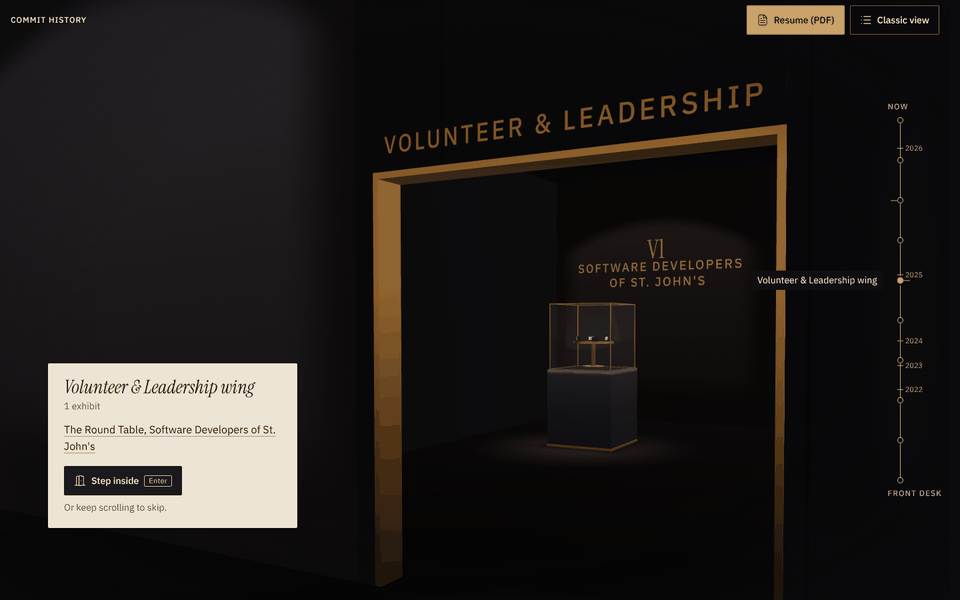 COMMIT HISTORY
Resume (PDF)
Classic view
VOLUNTEER & LEADERSHIP
NOW
2026
VI
SOFTWARE DEVELOPERS
OF ST. JOHN'S
2025
Volunteer & Leadership wing
2024
2023
2022
FRONT DESK
Volunteer & Leadership wing
1 exhibit
The Round Table, Software Developers of St.
John's
Step inside Enter
Or keep scrolling to skip.